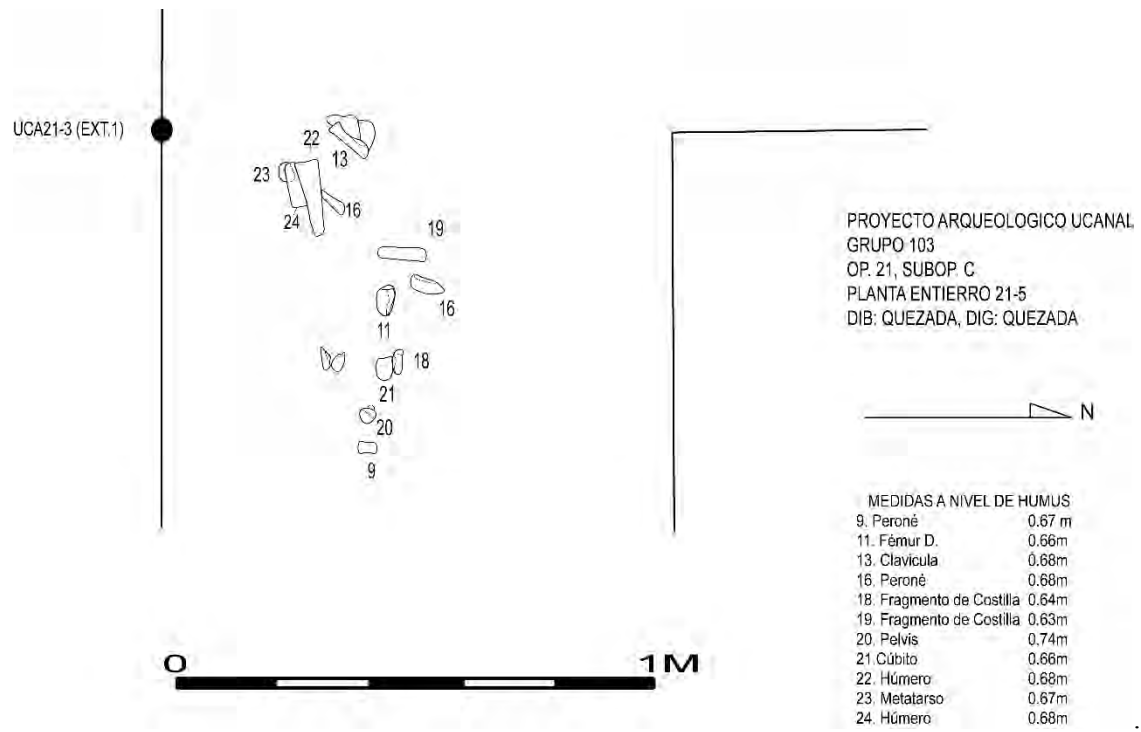 UCA21-3 (EXT.1)
22
13
23
24
16
19
16
11
18
21
20
9
PROYECTO ARQUEOLOGICO UCANAL
GRUPO 103
OP. 21, SUBOP. C
PLANTA ENTIERRO 21-5
DIB: QUEZADA, DIG: QUEZADA
N
MEDIDAS A NIVEL DE HUMUS
9. Peroné 0.67 m
11. Fémur D. 0.66m
13. Clavícula 0.68m
16. Peroné 0.68m
18. Fragmento de Costilla 0.64m
19. Fragmento de Costilla 0.63m
20. Pelvis 0.74m
21.Cúbito 0.66m
22. Húmero 0.68m
23. Metatarso 0.67m
24. Húmero 0.68m
0 1M